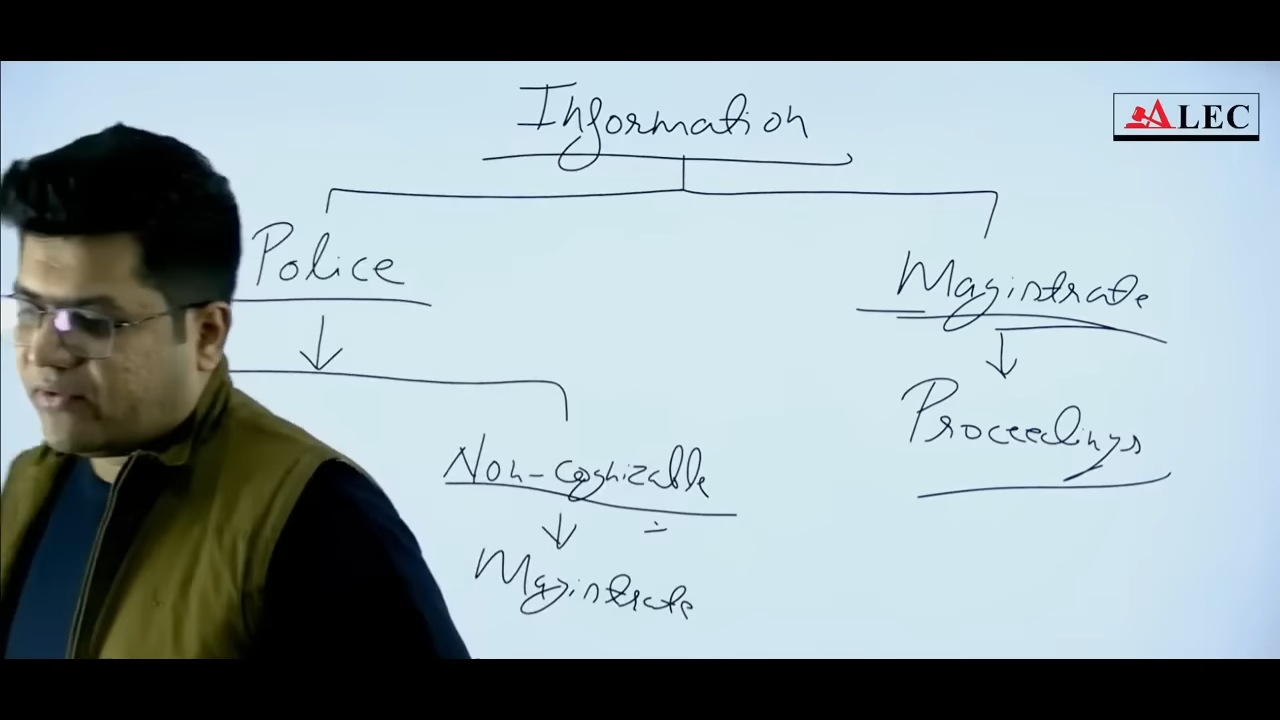 Information
ALEC
Police
Magistrate
Proceedings
Non-cognizable
Magistrate